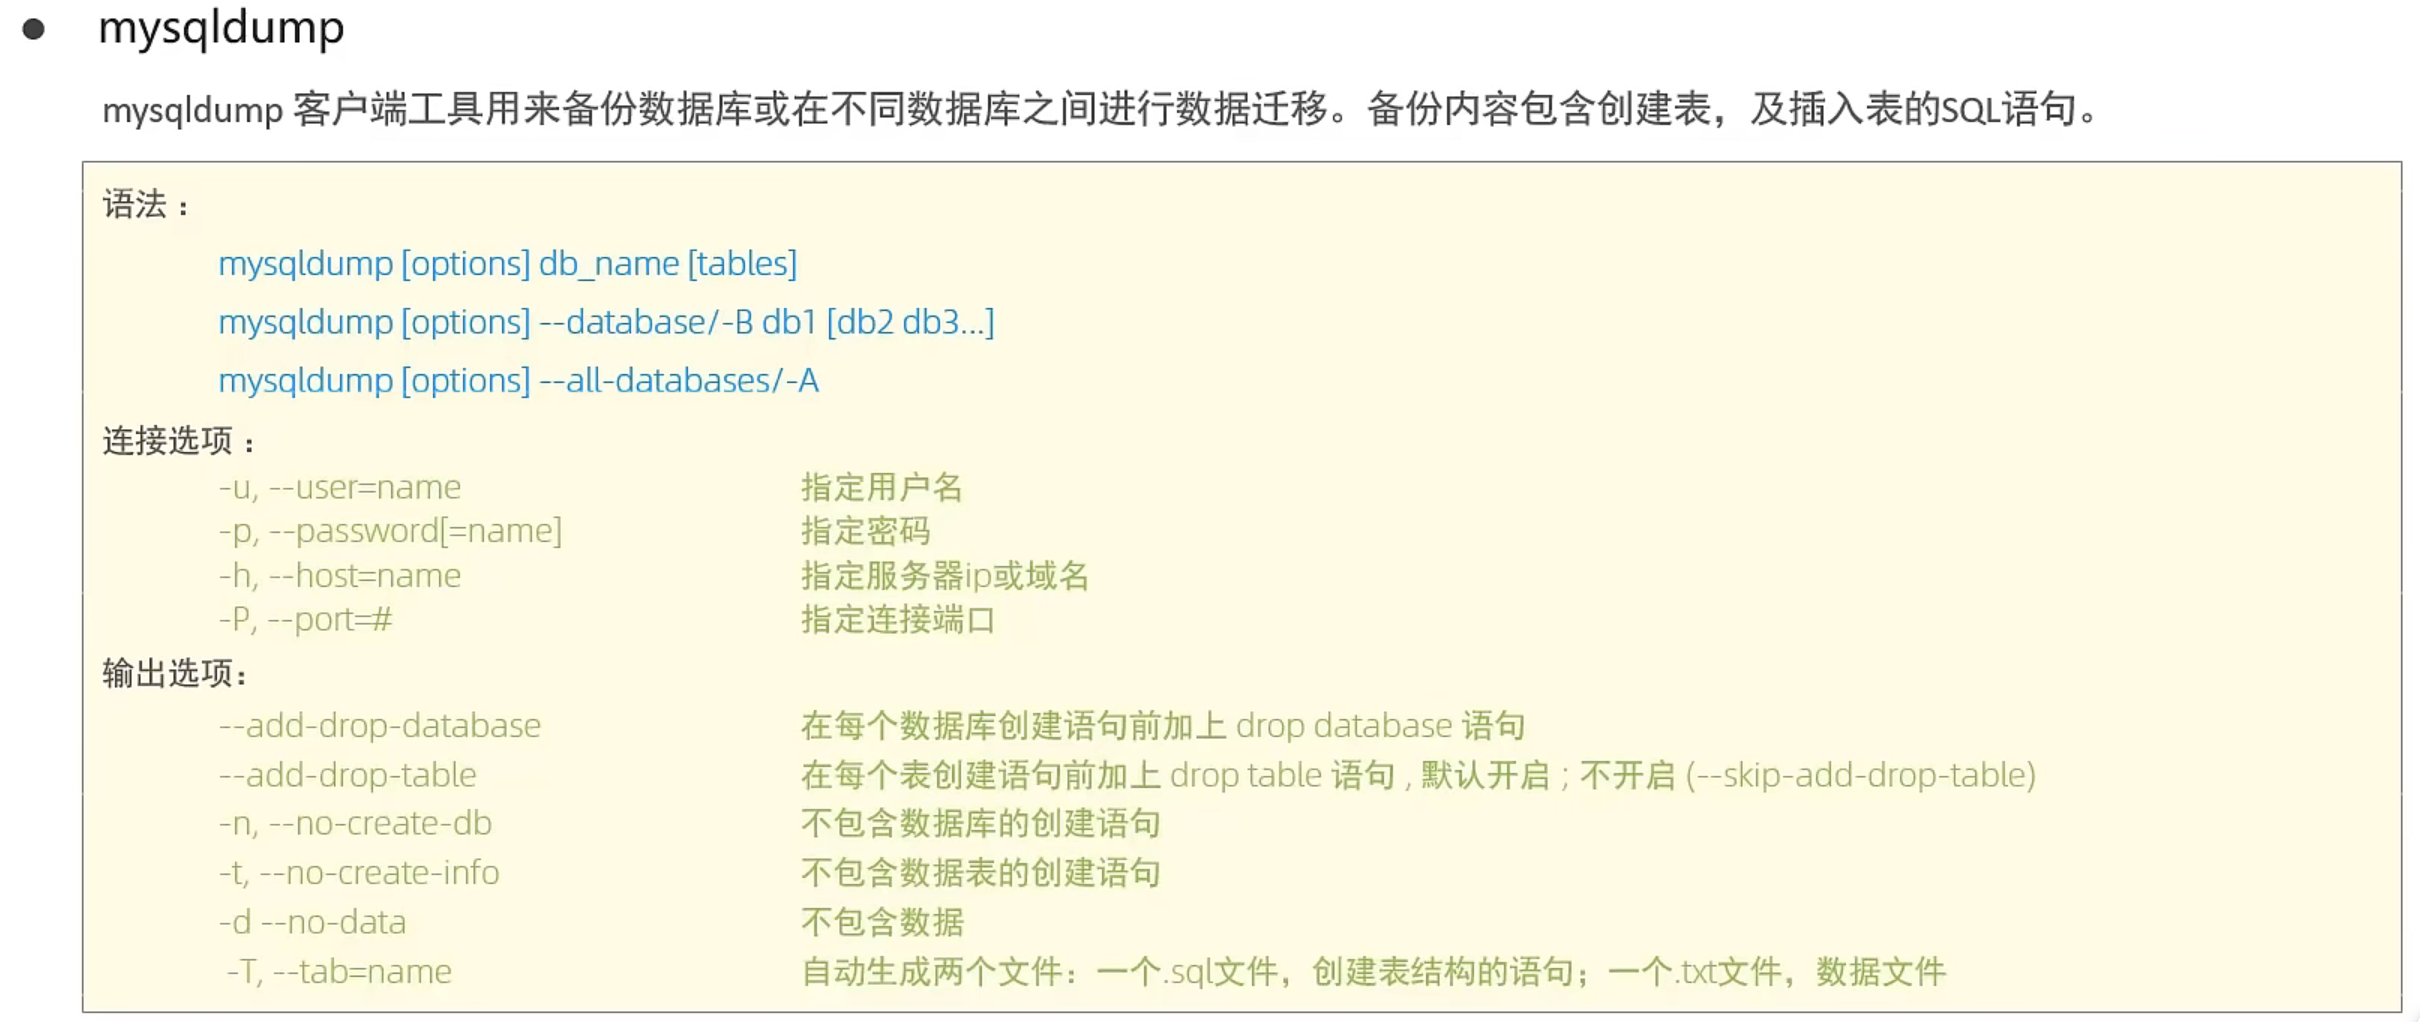 ● mysqldump
mysqldump 客户端工具用来备份数据库或在不同数据库之间进行数据迁移。备份内容包含创建表，及插入表的SQL语句。
语法：
mysqldump [options] db_name [tables]
mysqldump [options] --database/-B db1 [db2 db3...]
mysqldump [options] --all-databases/-A
连接选项：
-u, --user=name 指定用户名
-p, --password[=name] 指定密码
-h, --host=name 指定服务器ip或域名
-P, --port=# 指定连接端口
输出选项：
--add-drop-database 在每个数据库创建语句前加上 drop database 语句
--add-drop-table 在每个表创建语句前加上 drop table 语句 , 默认开启 ; 不开启 (--skip-add-drop-table)
-n, --no-create-db 不包含数据库的创建语句
-t, --no-create-info 不包含数据表的创建语句
-d --no-data 不包含数据
-T, --tab=name 自动生成两个文件：一个.sql文件，创建表结构的语句；一个.txt文件，数据文件